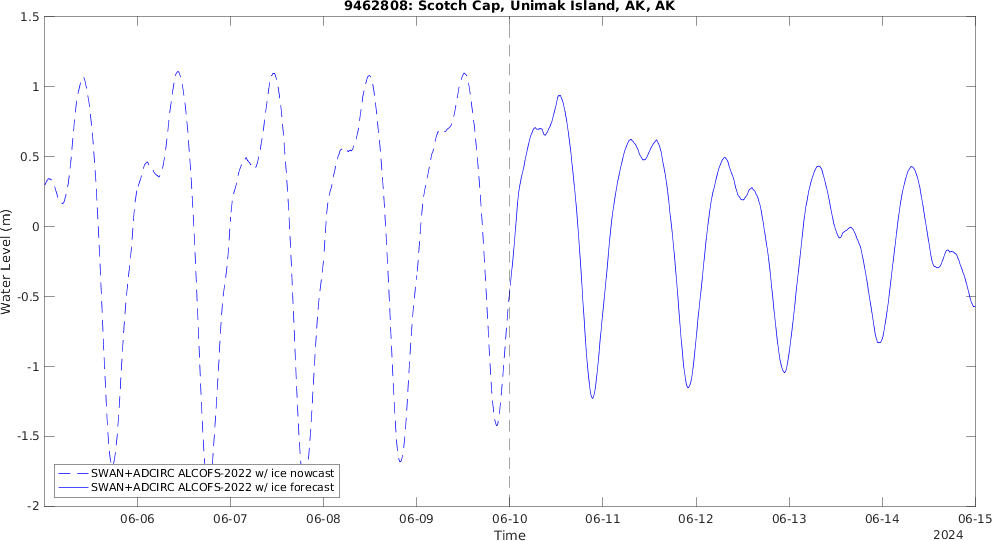 9462808: Scotch Cap, Unimak Island, AK, AK
1.5
1
0.5
0
-0.5
-1
-1.5
-2
Water Level (m)
SWAN+ADCIRC ALCOFS-2022 w/ ice nowcast
SWAN+ADCIRC ALCOFS-2022 w/ ice forecast
06-06 06-07 06-08 06-09 06-10 06-11 06-12 06-13 06-14 06-15
Time
2024